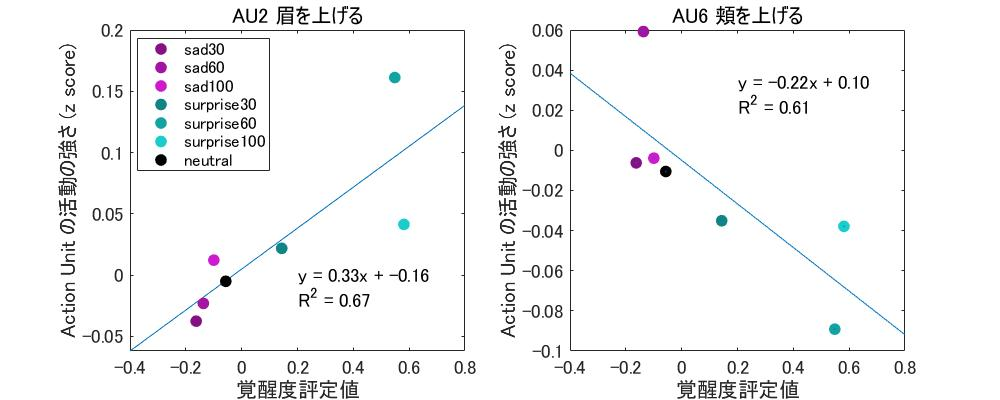 AU2 眉を上げる
Action Unit の活動の強さ (z score)
0.2
0.15
0.1
0.05
0
−0.05
sad30
sad60
sad100
surprise30
surprise60
surprise100
neutral
y = 0.33x + −0.16
R² = 0.67
−0.4 −0.2 0 0.2 0.4 0.6 0.8
覚醒度評定値
AU6 頬を上げる
Action Unit の活動の強さ (z score)
0.06
0.04
0.02
0
−0.02
−0.04
−0.06
−0.08
−0.1
y = −0.22x + 0.10
R² = 0.61
−0.4 −0.2 0 0.2 0.4 0.6 0.8
覚醒度評定値